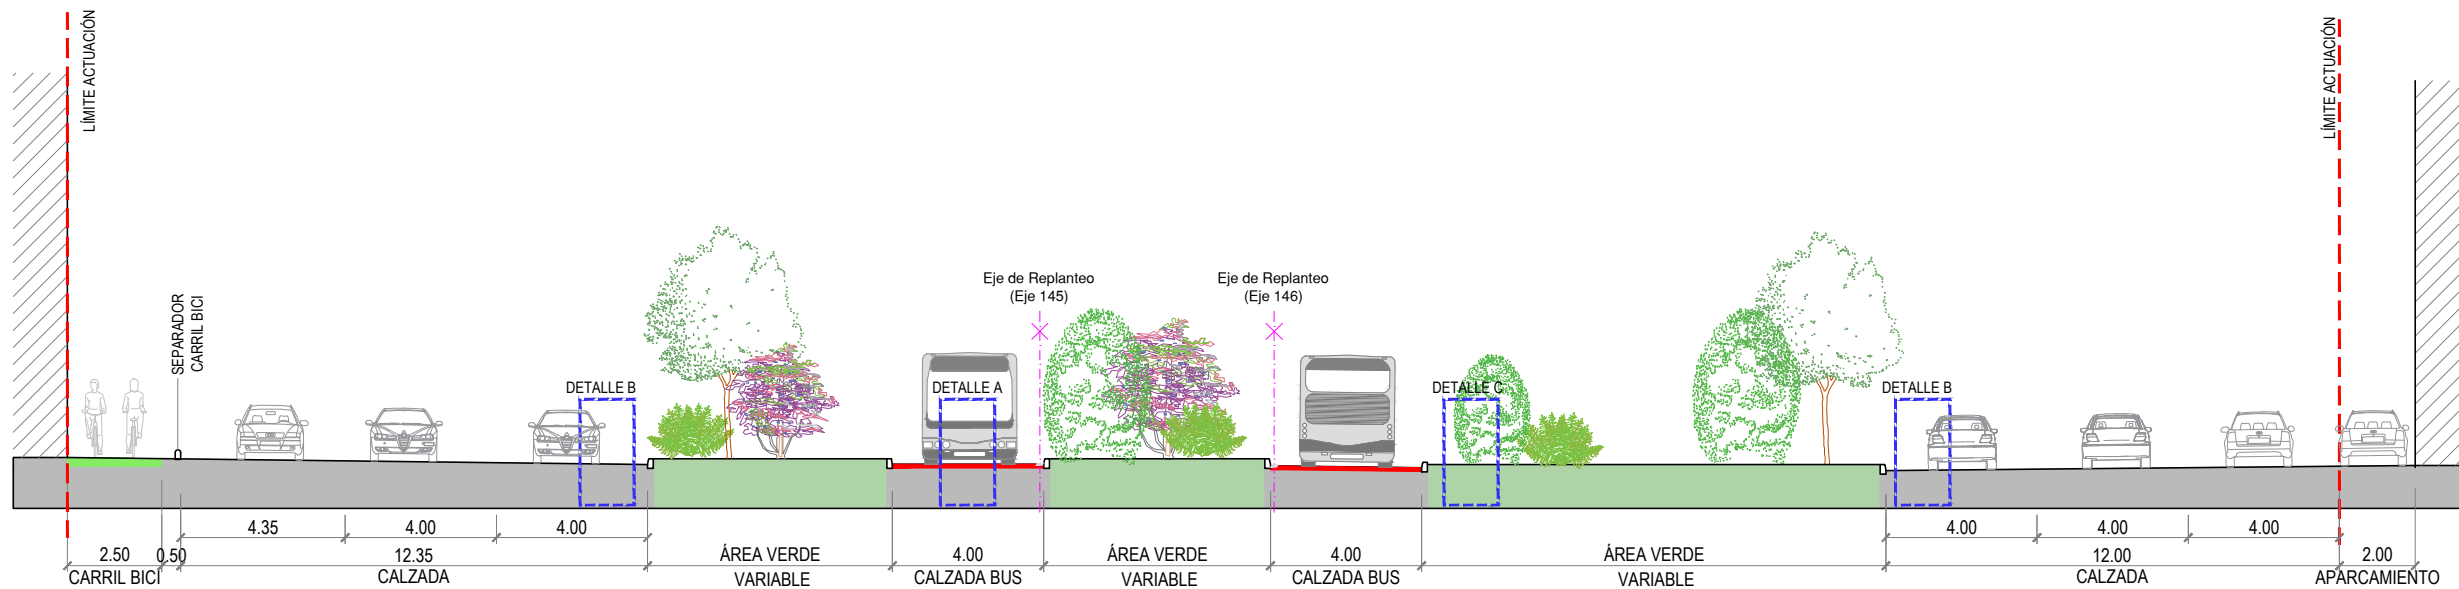 LÍMITE ACTUACIÓN
LÍMITE ACTUACIÓN
SEPARADOR
CARRIL BICI
Eje de Replanteo
(Eje 145)
Eje de Replanteo
(Eje 146)
DETALLE B
DETALLE A
DETALLE C
DETALLE B
4.35
4.00
4.00
4.00
4.00
4.00
2.50
0.50
12.35
ÁREA VERDE
4.00
ÁREA VERDE
4.00
ÁREA VERDE
12.00
2.00
CARRIL BICI
CALZADA
VARIABLE
CALZADA BUS
VARIABLE
CALZADA BUS
VARIABLE
CALZADA
APARCAMIENTO